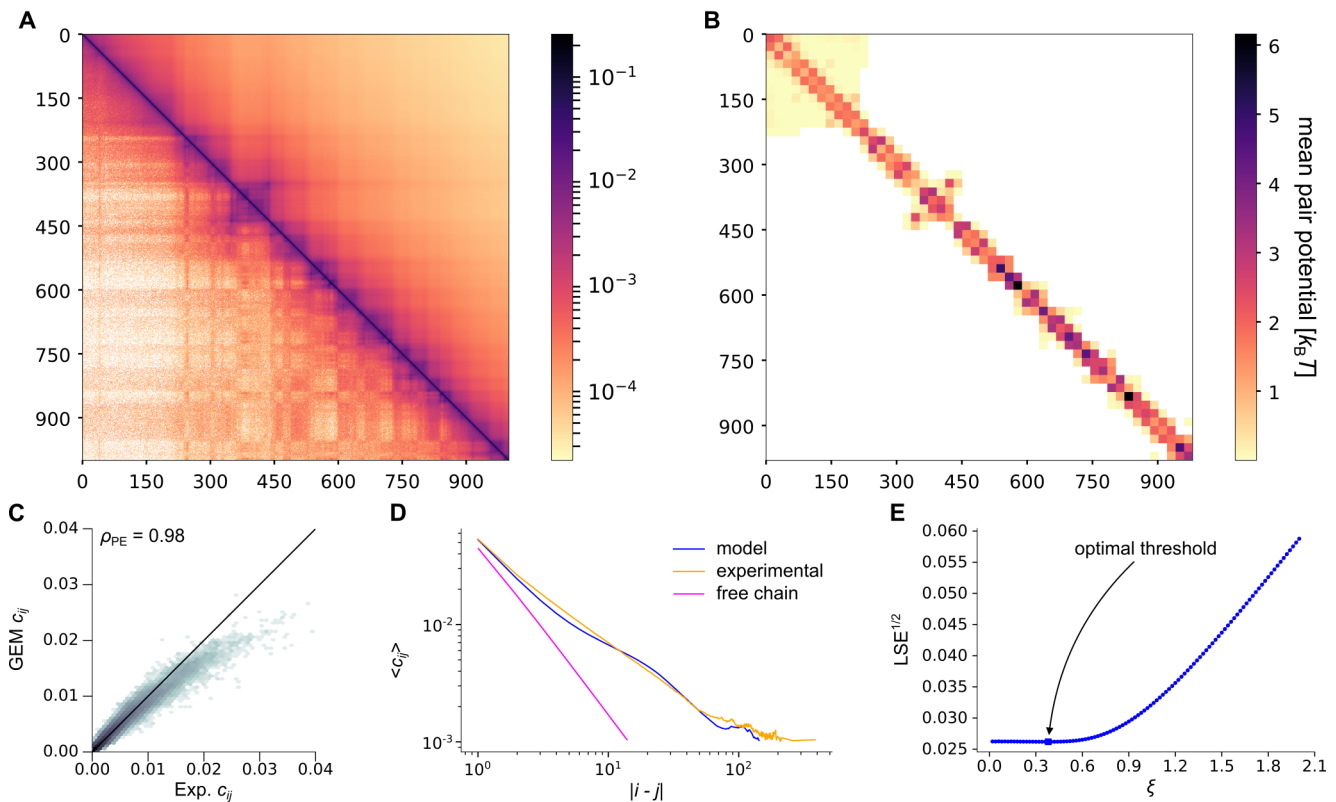 A
0
150
300
450
600
750
900
0 150 300 450 600 750 900
10⁻¹
10⁻²
10⁻³
10⁻⁴
B
0
150
300
450
600
750
900
0 150 300 450 600 750 900
6
5
4
3
2
1
mean pair potential [k_B T]
C
ρ_PE = 0.98
0.04
0.03
0.02
0.01
0.00
GEM c_ij
0.00 0.01 0.02 0.03 0.04
Exp. c_ij
D
model
experimental
free chain
10⁻²
10⁻³
<c_ij>
10⁰ 10¹ 10²
|i - j|
E
optimal threshold
0.060
0.055
0.050
0.045
0.040
0.035
0.030
0.025
LSE^1/2
0.0 0.3 0.6 0.9 1.2 1.5 1.8 2.1
ξ